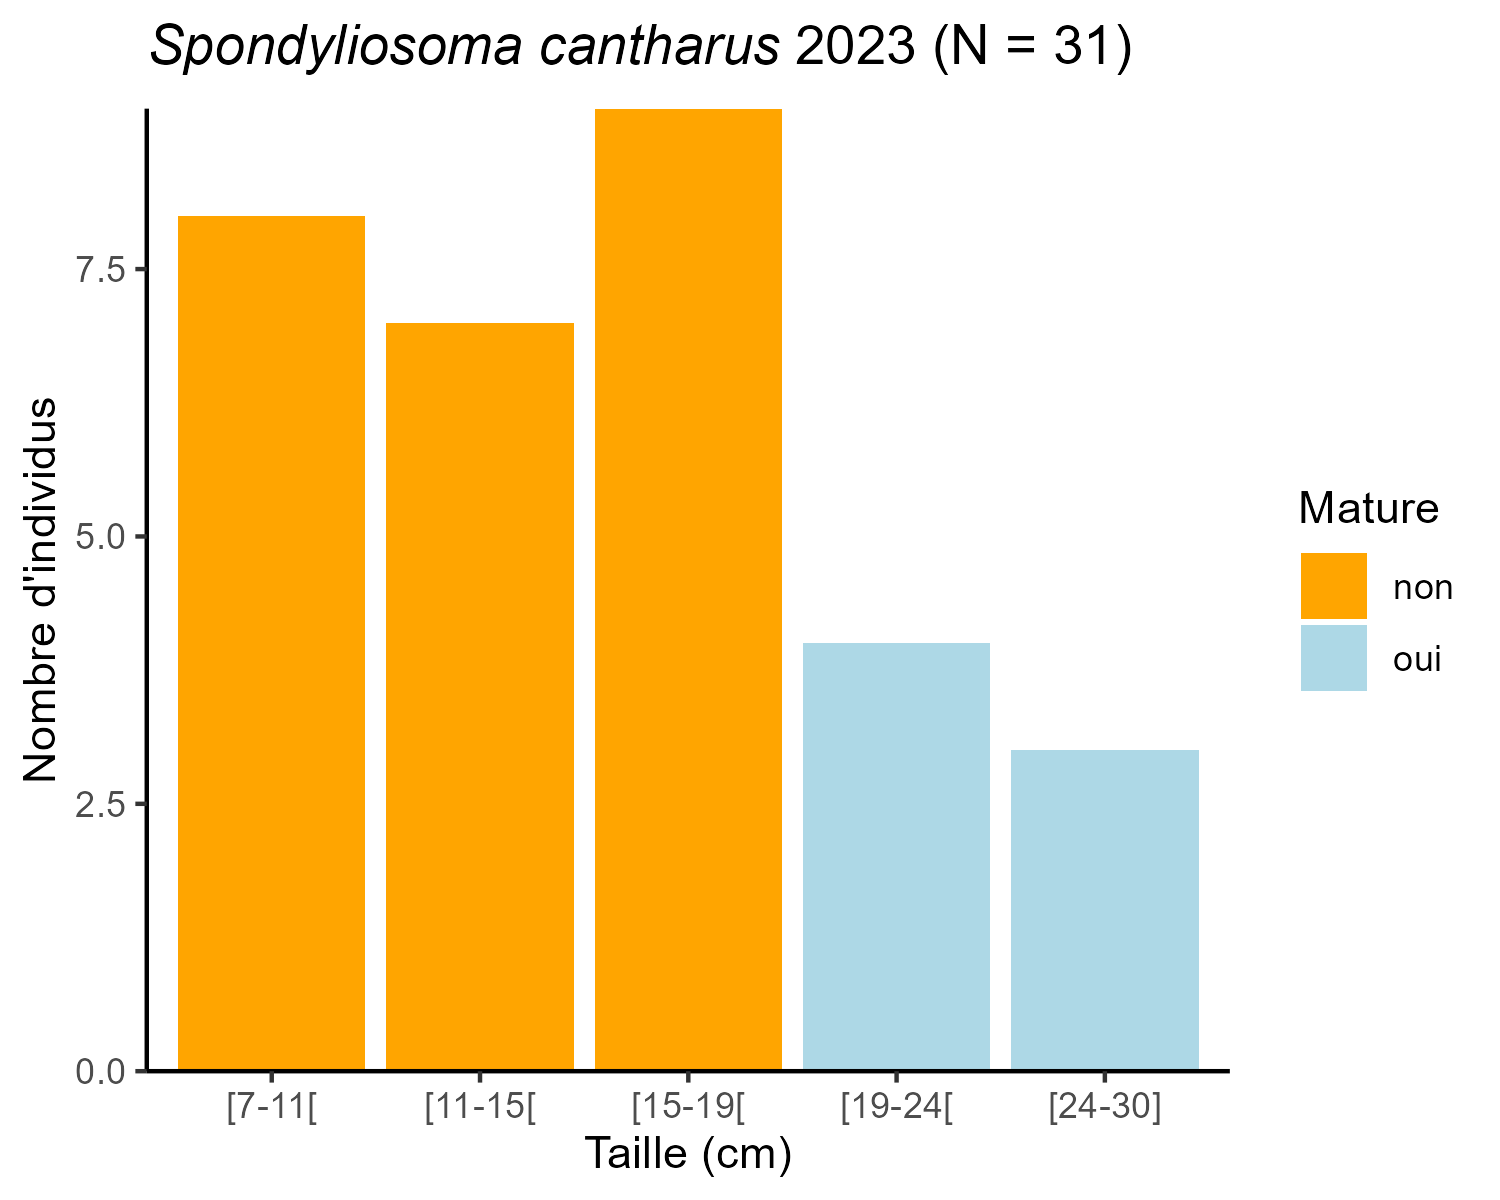 Spondyliosoma cantharus 2023 (N = 31)
Nombre d'individus
7.5
5.0
2.5
0.0
[7-11[ [11-15[ [15-19[ [19-24[ [24-30]
Taille (cm)
Mature
non
oui